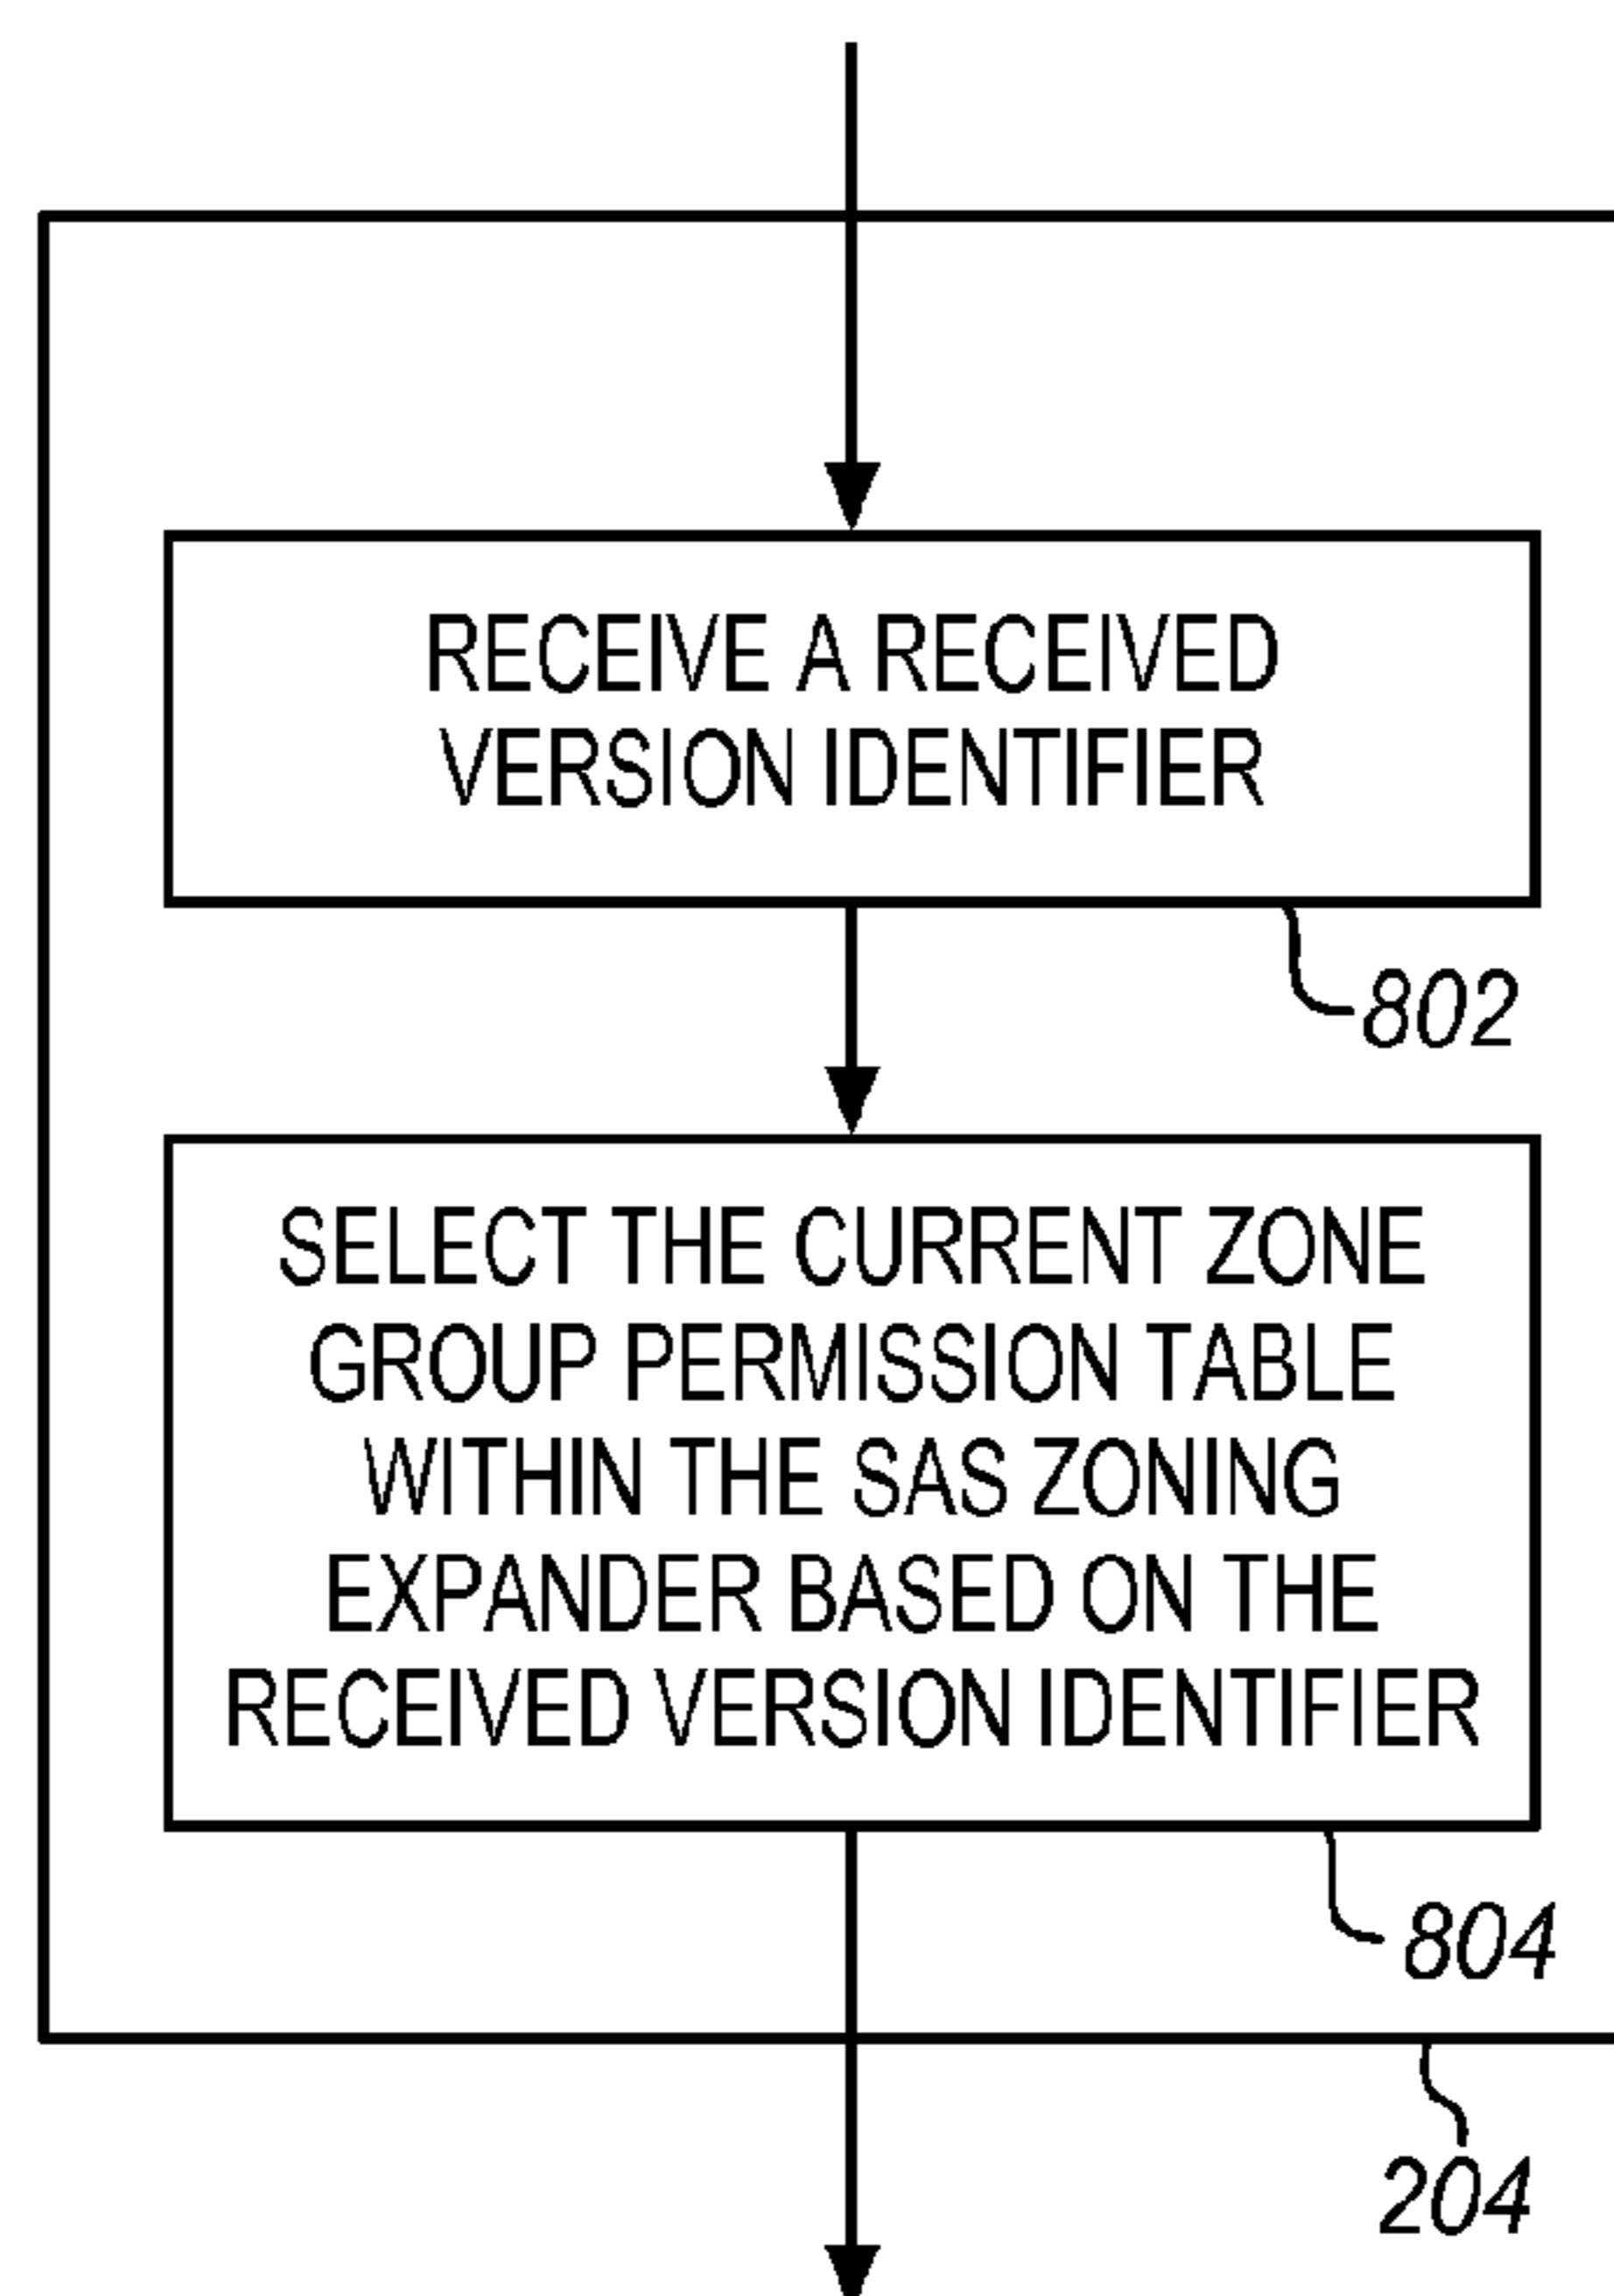 RECEIVE A RECEIVED
VERSION IDENTIFIER
802
SELECT THE CURRENT ZONE
GROUP PERMISSION TABLE
WITHIN THE SAS ZONING
EXPANDER BASED ON THE
RECEIVED VERSION IDENTIFIER
804
204